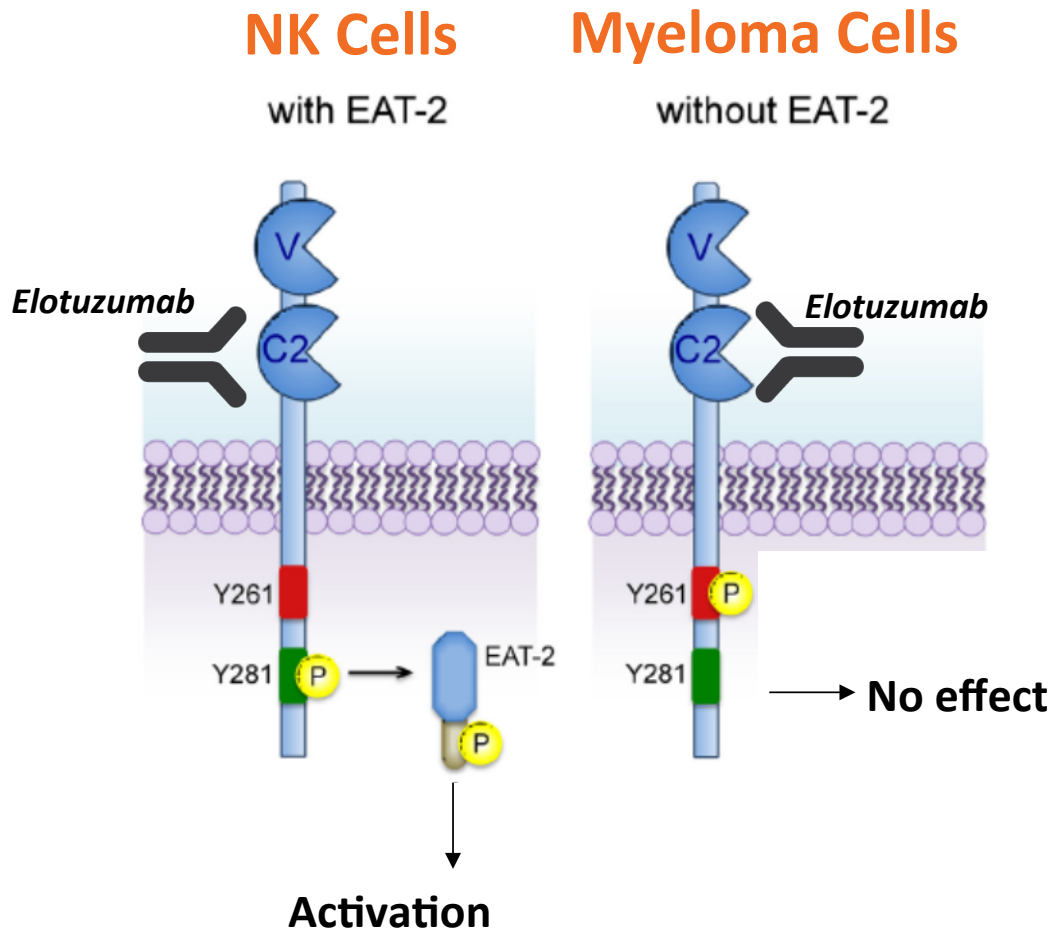 NK Cells
Myeloma Cells
with EAT-2
without EAT-2
V
V
Elotuzumab
Elotuzumab
C2
C2
Y261
Y261
P
Y281
P
EAT-2
Y281
No effect
P
Activation